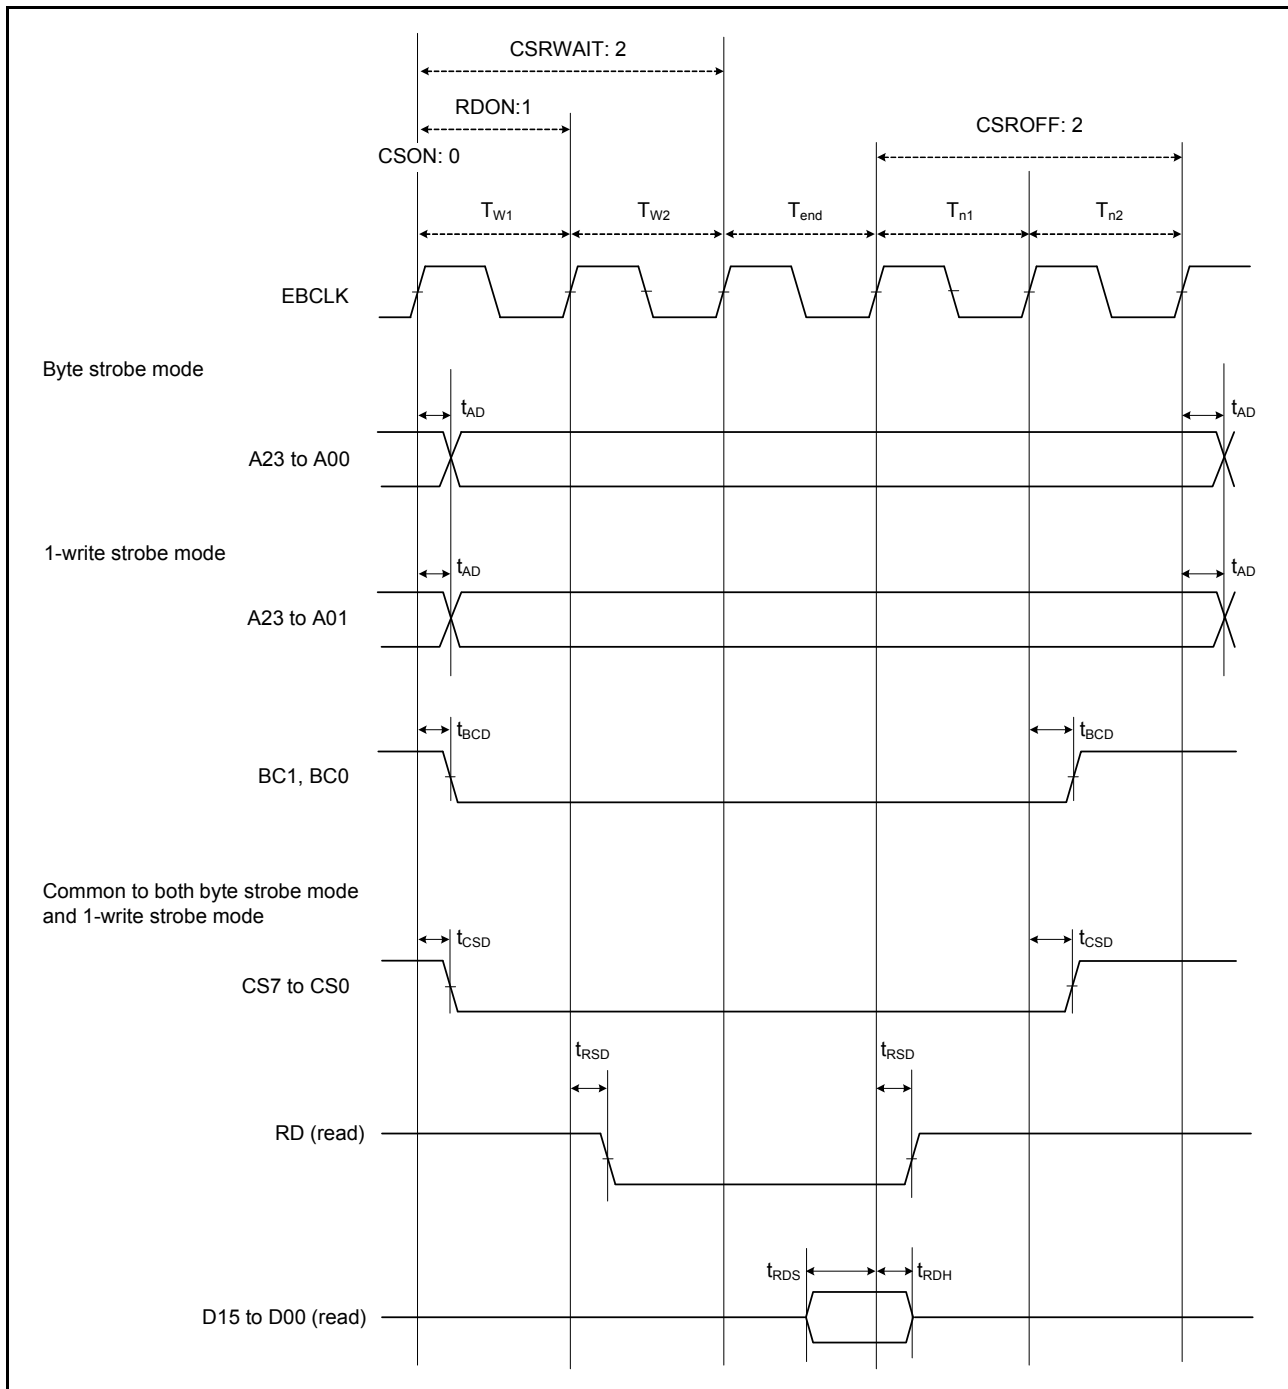 CSRWAIT: 2
RDON:1
CSROFF: 2
CSON: 0
TW1
TW2
Tend
Tn1
Tn2
EBCLK
Byte strobe mode
tAD
tAD
A23 to A00
1-write strobe mode
tAD
tAD
A23 to A01
tBCD
tBCD
BC1, BC0
Common to both byte strobe mode
and 1-write strobe mode
tCSD
tCSD
CS7 to CS0
tRSD
tRSD
RD (read)
tRDS
tRDH
D15 to D00 (read)